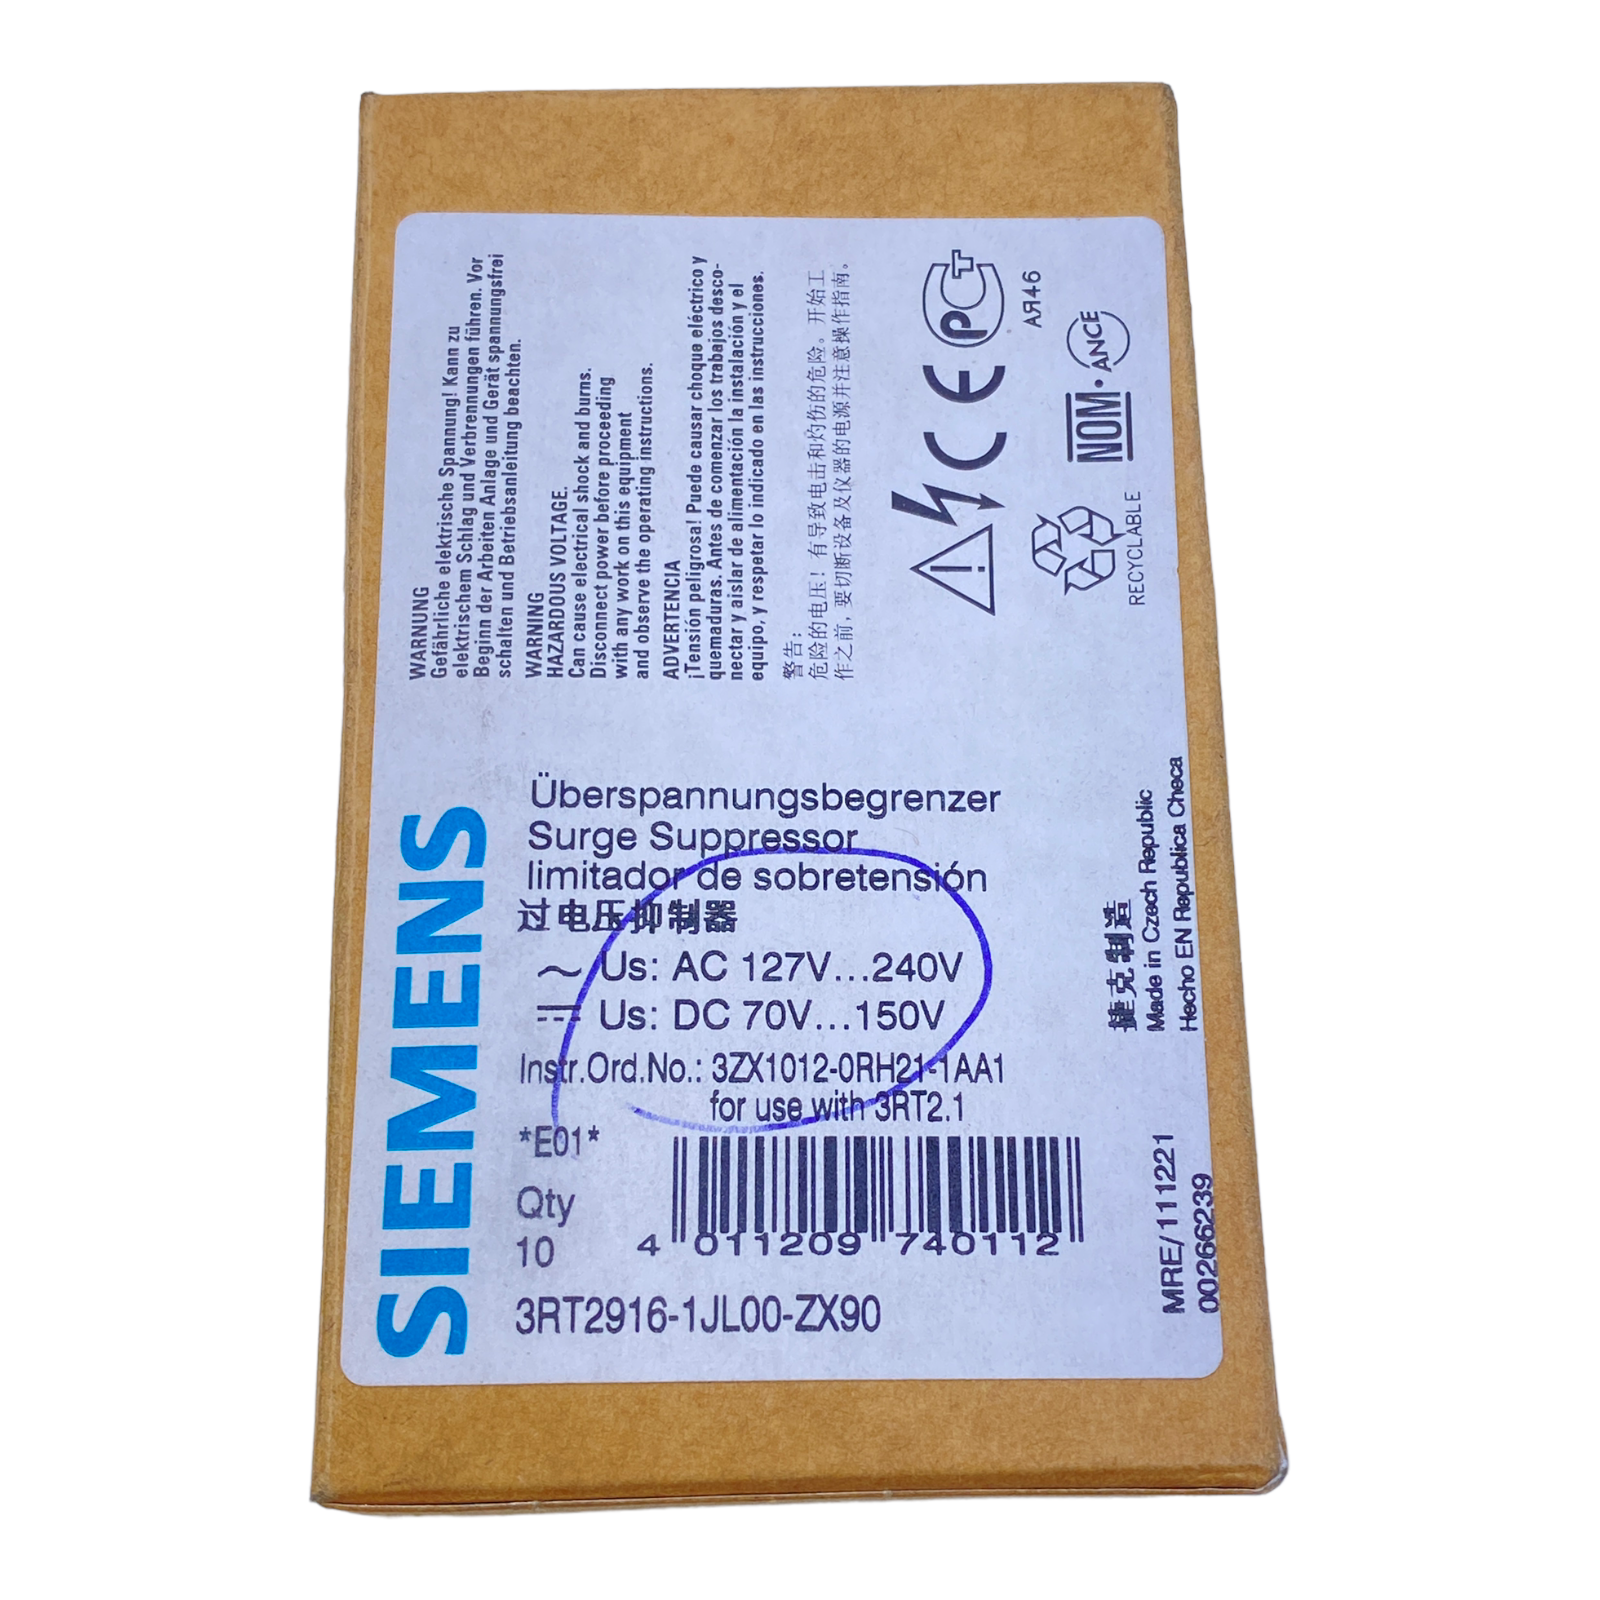 SIEMENS
Überspannungsbegrenzer
Surge Suppressor
limitador de sobretensión
过电压抑制器
~ Us: AC 127V...240V
⎓ Us: DC 70V...150V
Instr.Ord.No.: 3ZX1012-0RH21-1AA1
for use with 3RT2.1
*E01*
Qty
10
4 011209 740112
3RT2916-1JL00-ZX90
WARNUNG
Gefährliche elektrische Spannung! Kann zu
elektrischem Schlag und Verbrennungen führen. Vor
Beginn der Arbeiten Anlage und Gerät spannungsfrei
schalten und Betriebsanleitung beachten.
WARNING
HAZARDOUS VOLTAGE.
Can cause electrical shock and burns.
Disconnect power before proceeding
with any work on this equipment
and observe the operating instructions.
ADVERTENCIA
¡Tensión peligrosa! Puede causar choque eléctrico y
quemaduras. Antes de comenzar los trabajos desco-
nectar y aislar de alimentación la instalación y el
equipo, y respetar lo indicado en las instrucciones.
警告:
危险的电压! 有导致电击和灼伤的危险。开始工
作之前, 要切断设备及仪器的电源并注意操作指南。
CE
PCT
АЯ46
RECYCLABLE
NOM
ANCE
捷克制造
Made in Czech Republic
Hecho EN Republica Checa
MRE/111221
00266239